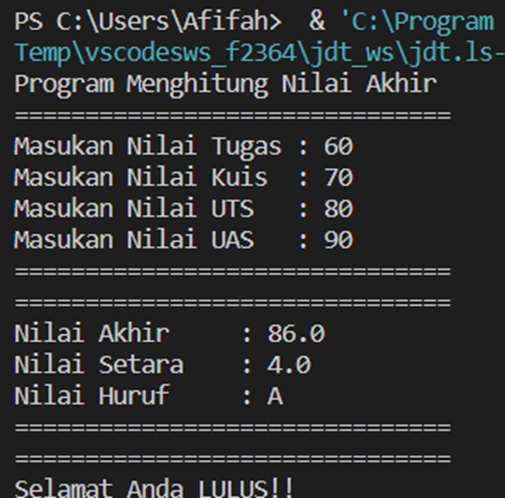 PS C:\Users\Afifah>  & 'C:\Program
Temp\vscodesws_f2364\jdt_ws\jdt.ls-
Program Menghitung Nilai Akhir
===============================
Masukan Nilai Tugas : 60
Masukan Nilai Kuis  : 70
Masukan Nilai UTS   : 80
Masukan Nilai UAS   : 90
===============================
===============================
Nilai Akhir     : 86.0
Nilai Setara    : 4.0
Nilai Huruf     : A
===============================
===============================
Selamat Anda LULUS!!